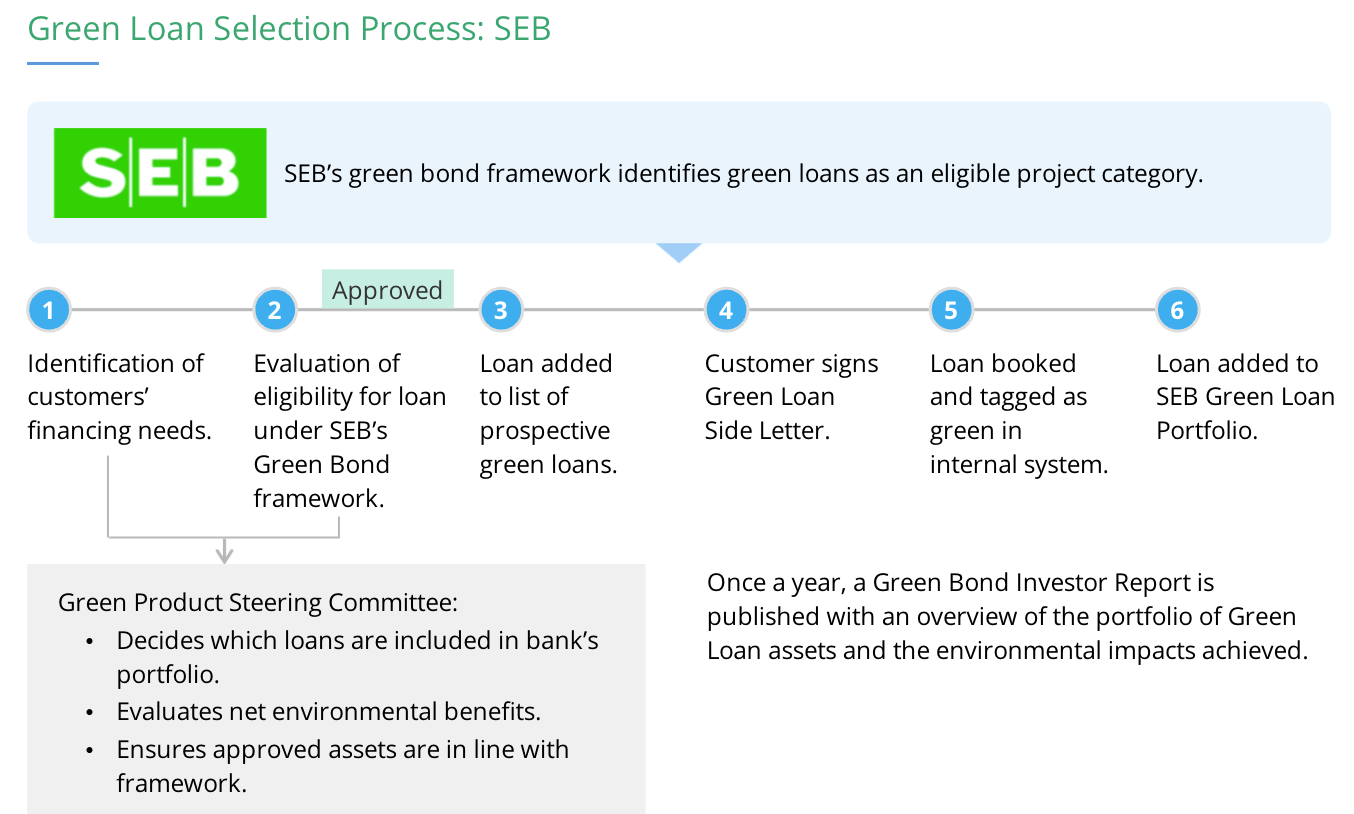 Green Loan Selection Process: SEB
S|E|B
SEB’s green bond framework identifies green loans as an eligible project category.
Approved
1
2
3
4
5
6
Identification of
customers’
financing needs.
Evaluation of
eligibility for loan
under SEB’s
Green Bond
framework.
Loan added
to list of
prospective
green loans.
Customer signs
Green Loan
Side Letter.
Loan booked
and tagged as
green in
internal system.
Loan added to
SEB Green Loan
Portfolio.
Green Product Steering Committee:
• Decides which loans are included in bank’s
portfolio.
• Evaluates net environmental benefits.
• Ensures approved assets are in line with
framework.
Once a year, a Green Bond Investor Report is
published with an overview of the portfolio of Green
Loan assets and the environmental impacts achieved.